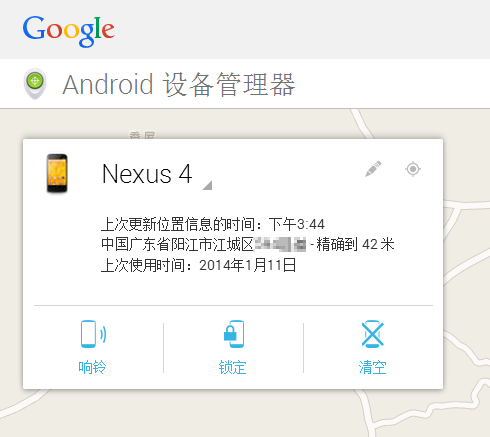 Google
Android 设备管理器
Nexus 4
上次更新位置信息的时间：下午3:44
中国广东省阳江市江城区 - 精确到 42 米
上次使用时间：2014年1月11日
响铃
锁定
清空